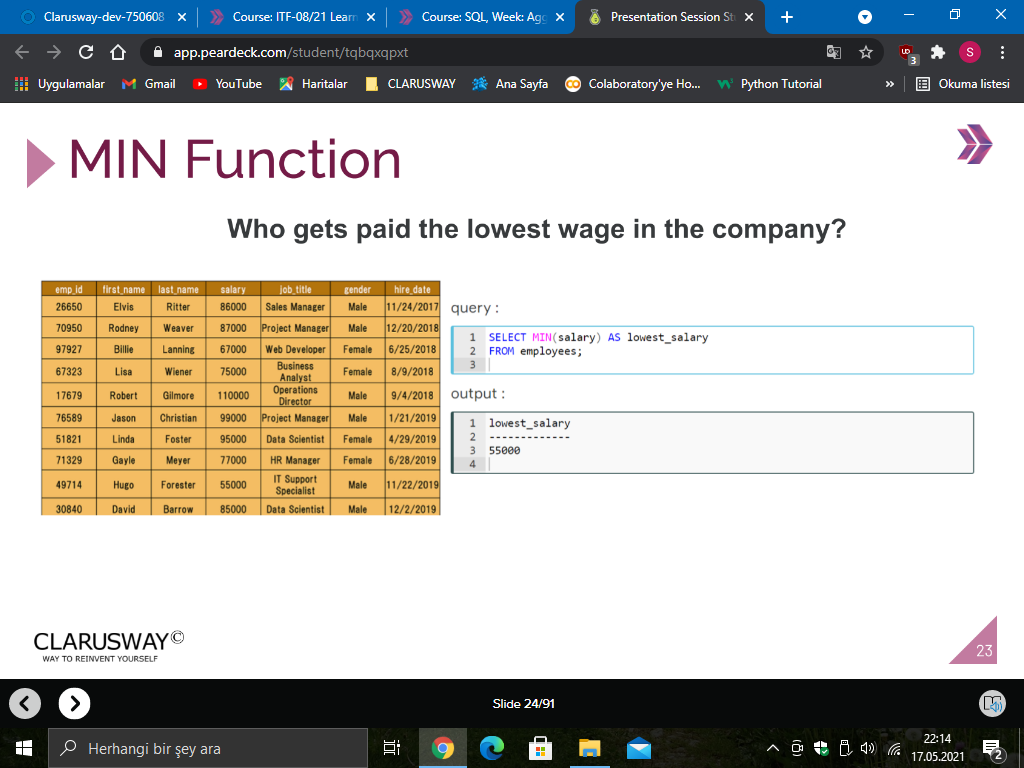 Clarusway-dev-750608
Course: ITF-08/21 Learn
Course: SQL, Week: Agg
Presentation Session St
app.peardeck.com/student/tqbqxqpxt
3
S
Uygulamalar
Gmail
YouTube
Haritalar
CLARUSWAY
Ana Sayfa
Colaboratory'ye Ho...
Python Tutorial
»
Okuma listesi
MIN Function
Who gets paid the lowest wage in the company?
emp_id first_name last_name salary job_title gender hire_date
26650 Elvis Ritter 86000 Sales Manager Male 11/24/2017
70950 Rodney Weaver 87000 Project Manager Male 12/20/2018
97927 Billie Lanning 67000 Web Developer Female 6/25/2018
67323 Lisa Wiener 75000 Business Analyst Female 8/9/2018
17679 Robert Gilmore 110000 Operations Director Male 9/4/2018
76589 Jason Christian 99000 Project Manager Male 1/21/2019
51821 Linda Foster 95000 Data Scientist Female 4/29/2019
71329 Gayle Meyer 77000 HR Manager Female 6/28/2019
49714 Hugo Forester 55000 IT Support Specialist Male 11/22/2019
30840 David Barrow 85000 Data Scientist Male 12/2/2019
query :
1 SELECT MIN(salary) AS lowest_salary
2 FROM employees;
3
output :
1 lowest_salary
2 -------------
3 55000
4
CLARUSWAY©
WAY TO REINVENT YOURSELF
23
Slide 24/91
Herhangi bir şey ara
22:14
17.05.2021
2